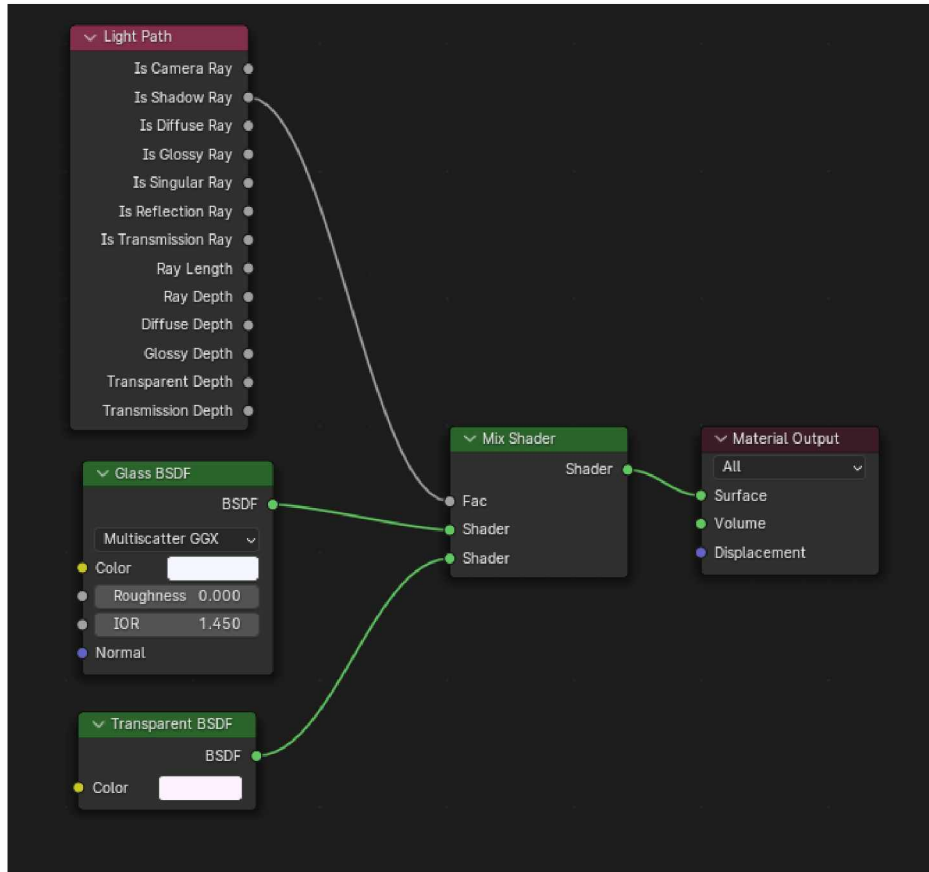 Light Path
Is Camera Ray
Is Shadow Ray
Is Diffuse Ray
Is Glossy Ray
Is Singular Ray
Is Reflection Ray
Is Transmission Ray
Ray Length
Ray Depth
Diffuse Depth
Glossy Depth
Transparent Depth
Transmission Depth
Glass BSDF
BSDF
Multiscatter GGX
Color
Roughness 0.000
IOR 1.450
Normal
Transparent BSDF
BSDF
Color
Mix Shader
Shader
Fac
Shader
Shader
Material Output
All
Surface
Volume
Displacement